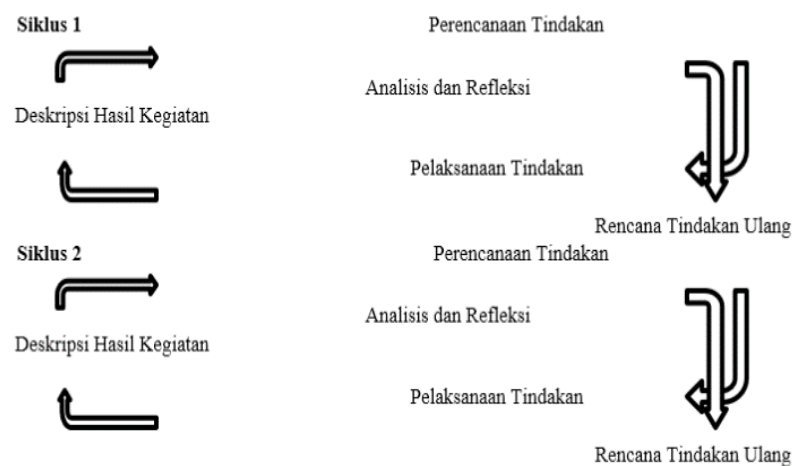 Siklus 1
Perencanaan Tindakan
Analisis dan Refleksi
Deskripsi Hasil Kegiatan
Pelaksanaan Tindakan
Rencana Tindakan Ulang
Siklus 2
Perencanaan Tindakan
Analisis dan Refleksi
Deskripsi Hasil Kegiatan
Pelaksanaan Tindakan
Rencana Tindakan Ulang